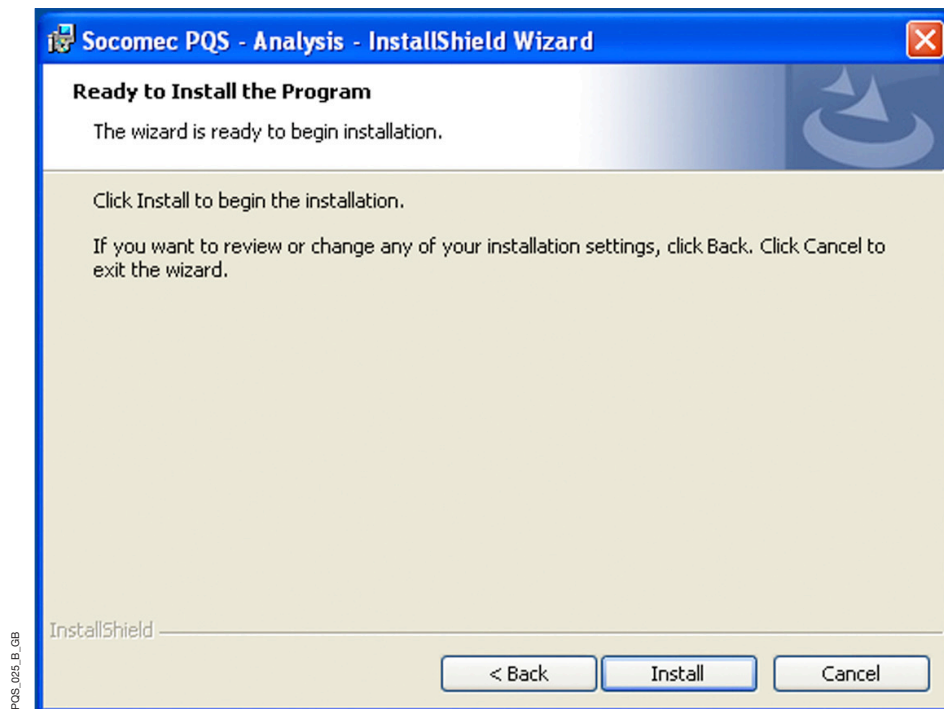 Socomec PQS - Analysis - InstallShield Wizard
Ready to Install the Program
The wizard is ready to begin installation.
Click Install to begin the installation.
If you want to review or change any of your installation settings, click Back. Click Cancel to
exit the wizard.
InstallShield
< Back
Install
Cancel
PQS_025_B_GB